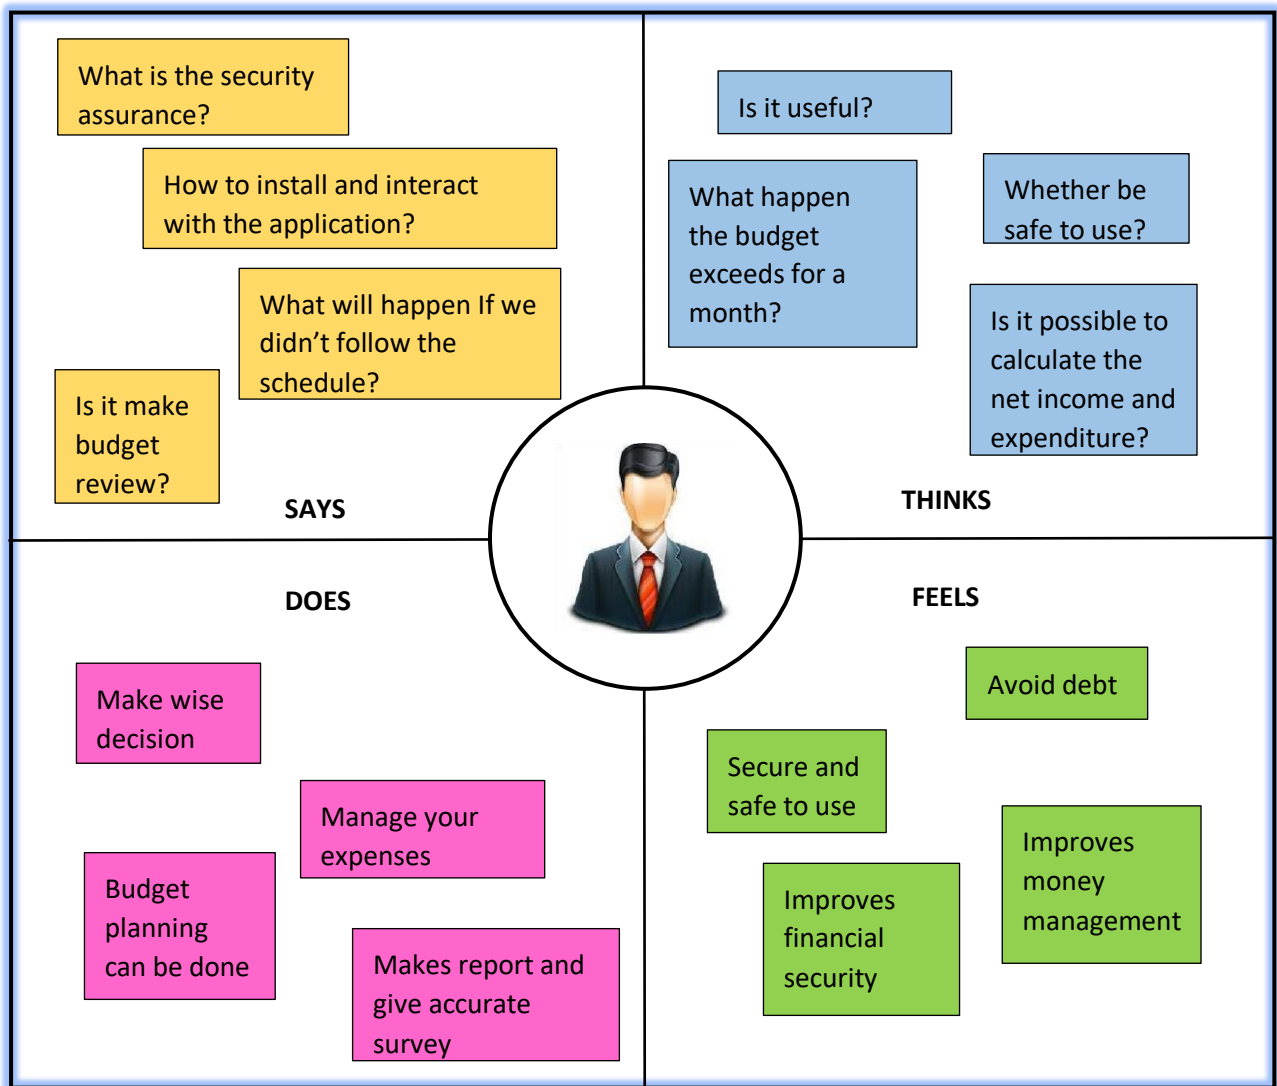 What is the security
assurance?
How to install and interact
with the application?
What will happen If we
didn’t follow the
schedule?
Is it make
budget
review?
SAYS
Is it useful?
What happen
the budget
exceeds for a
month?
Whether be
safe to use?
Is it possible to
calculate the
net income and
expenditure?
THINKS
DOES
Make wise
decision
Manage your
expenses
Budget
planning
can be done
Makes report and
give accurate
survey
FEELS
Avoid debt
Secure and
safe to use
Improves
money
management
Improves
financial
security